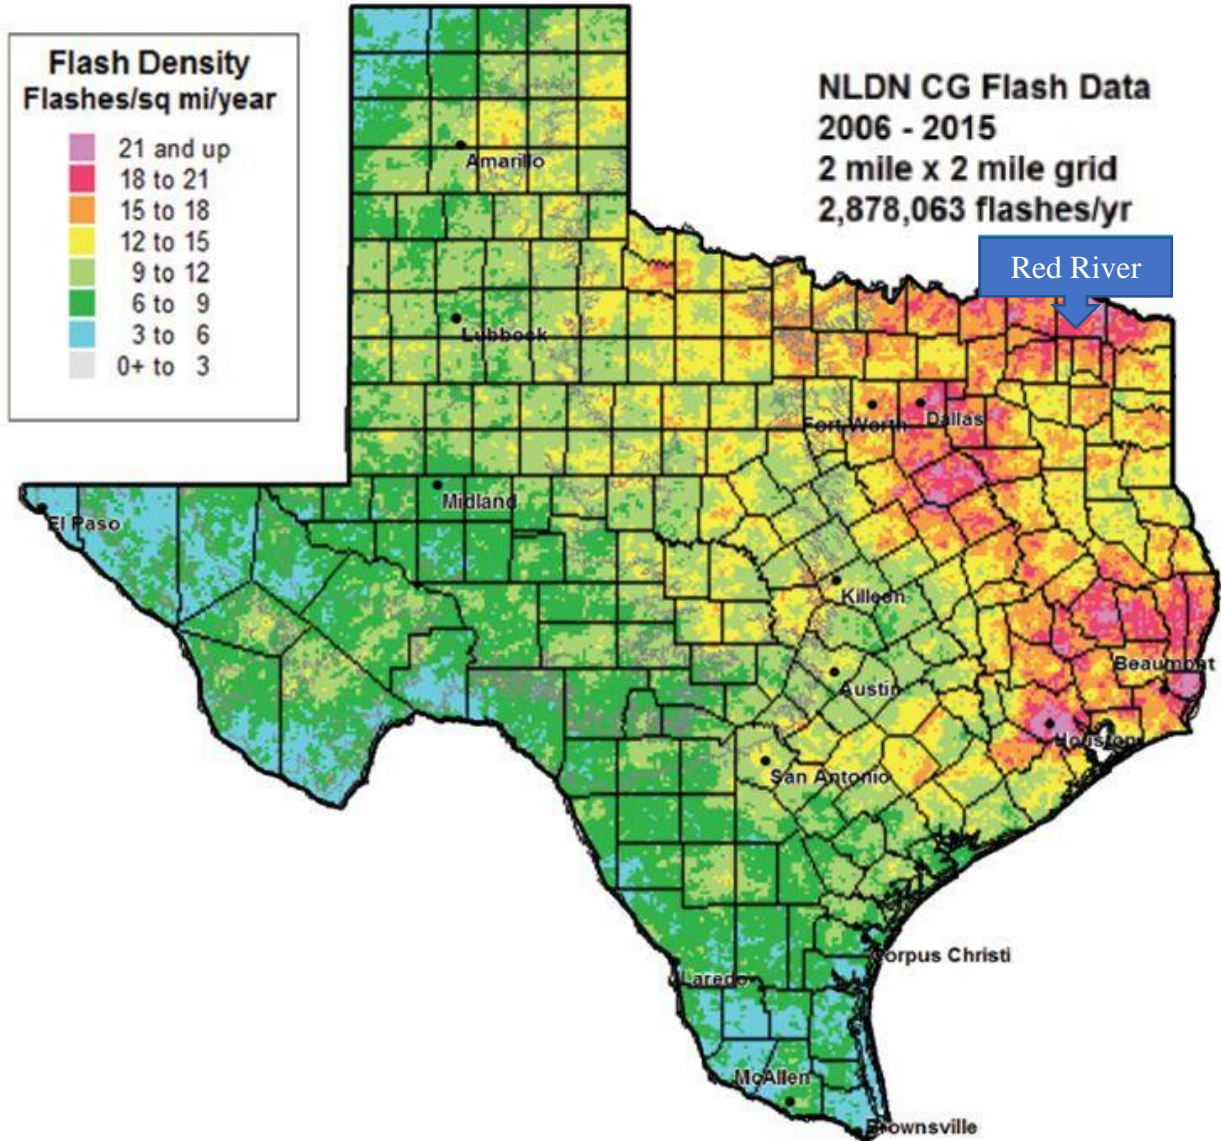 Flash Density
Flashes/sq mi/year
21 and up
18 to 21
15 to 18
12 to 15
9 to 12
6 to 9
3 to 6
0+ to 3
NLDN CG Flash Data
2006 - 2015
2 mile x 2 mile grid
2,878,063 flashes/yr
Red River
Amarillo
Lubbock
Fort Worth
Dallas
Midland
El Paso
Killeen
Beaumont
Austin
Houston
San Antonio
Corpus Christi
Laredo
McAllen
Brownsville